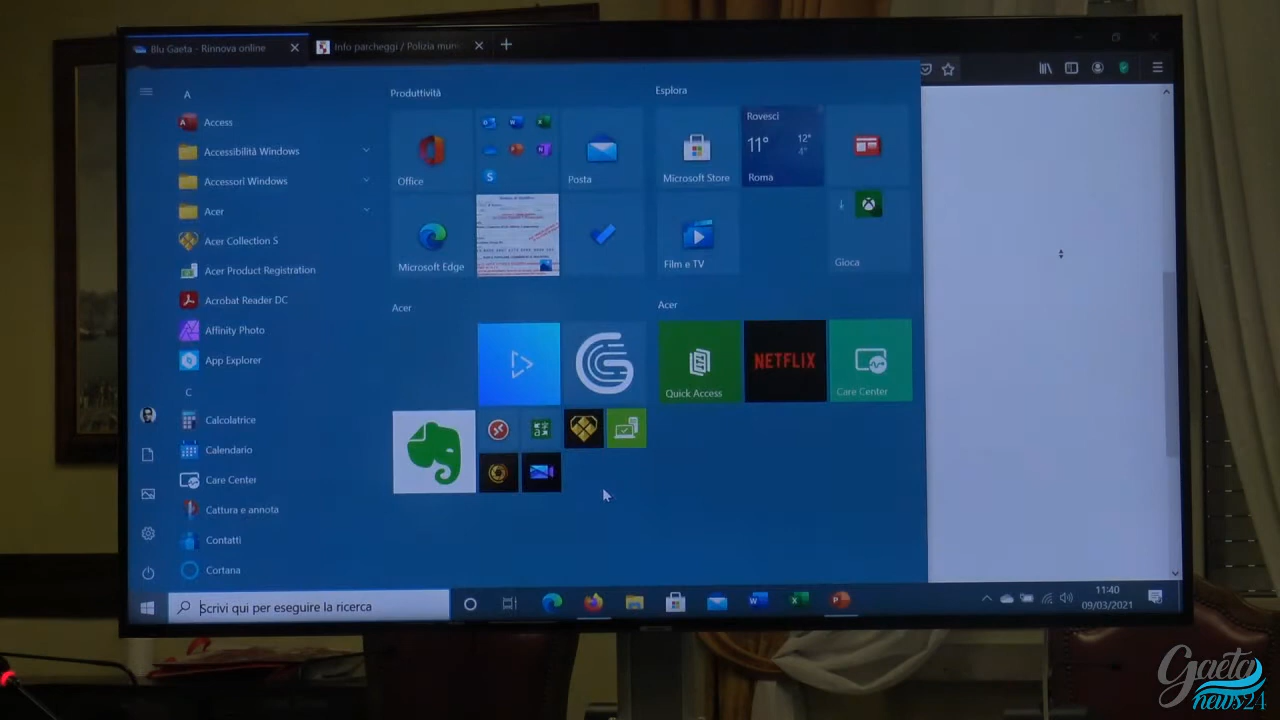 Blu Gaeta - Rinnova online
Info parcheggi / Polizia mun
A
Access
Accessibilità Windows
Accessori Windows
Acer
Acer Collection S
Acer Product Registration
Acrobat Reader DC
Affinity Photo
App Explorer
C
Calcolatrice
Calendario
Care Center
Cattura e annota
Contatti
Cortana
Produttività
Office
Posta
Microsoft Edge
Esplora
Microsoft Store
Rovesci
11°
12°
4°
Roma
Film e TV
Gioca
Acer
Acer
Quick Access
NETFLIX
Care Center
Scrivi qui per eseguire la ricerca
11:40
09/03/2021
Gaeta
news24